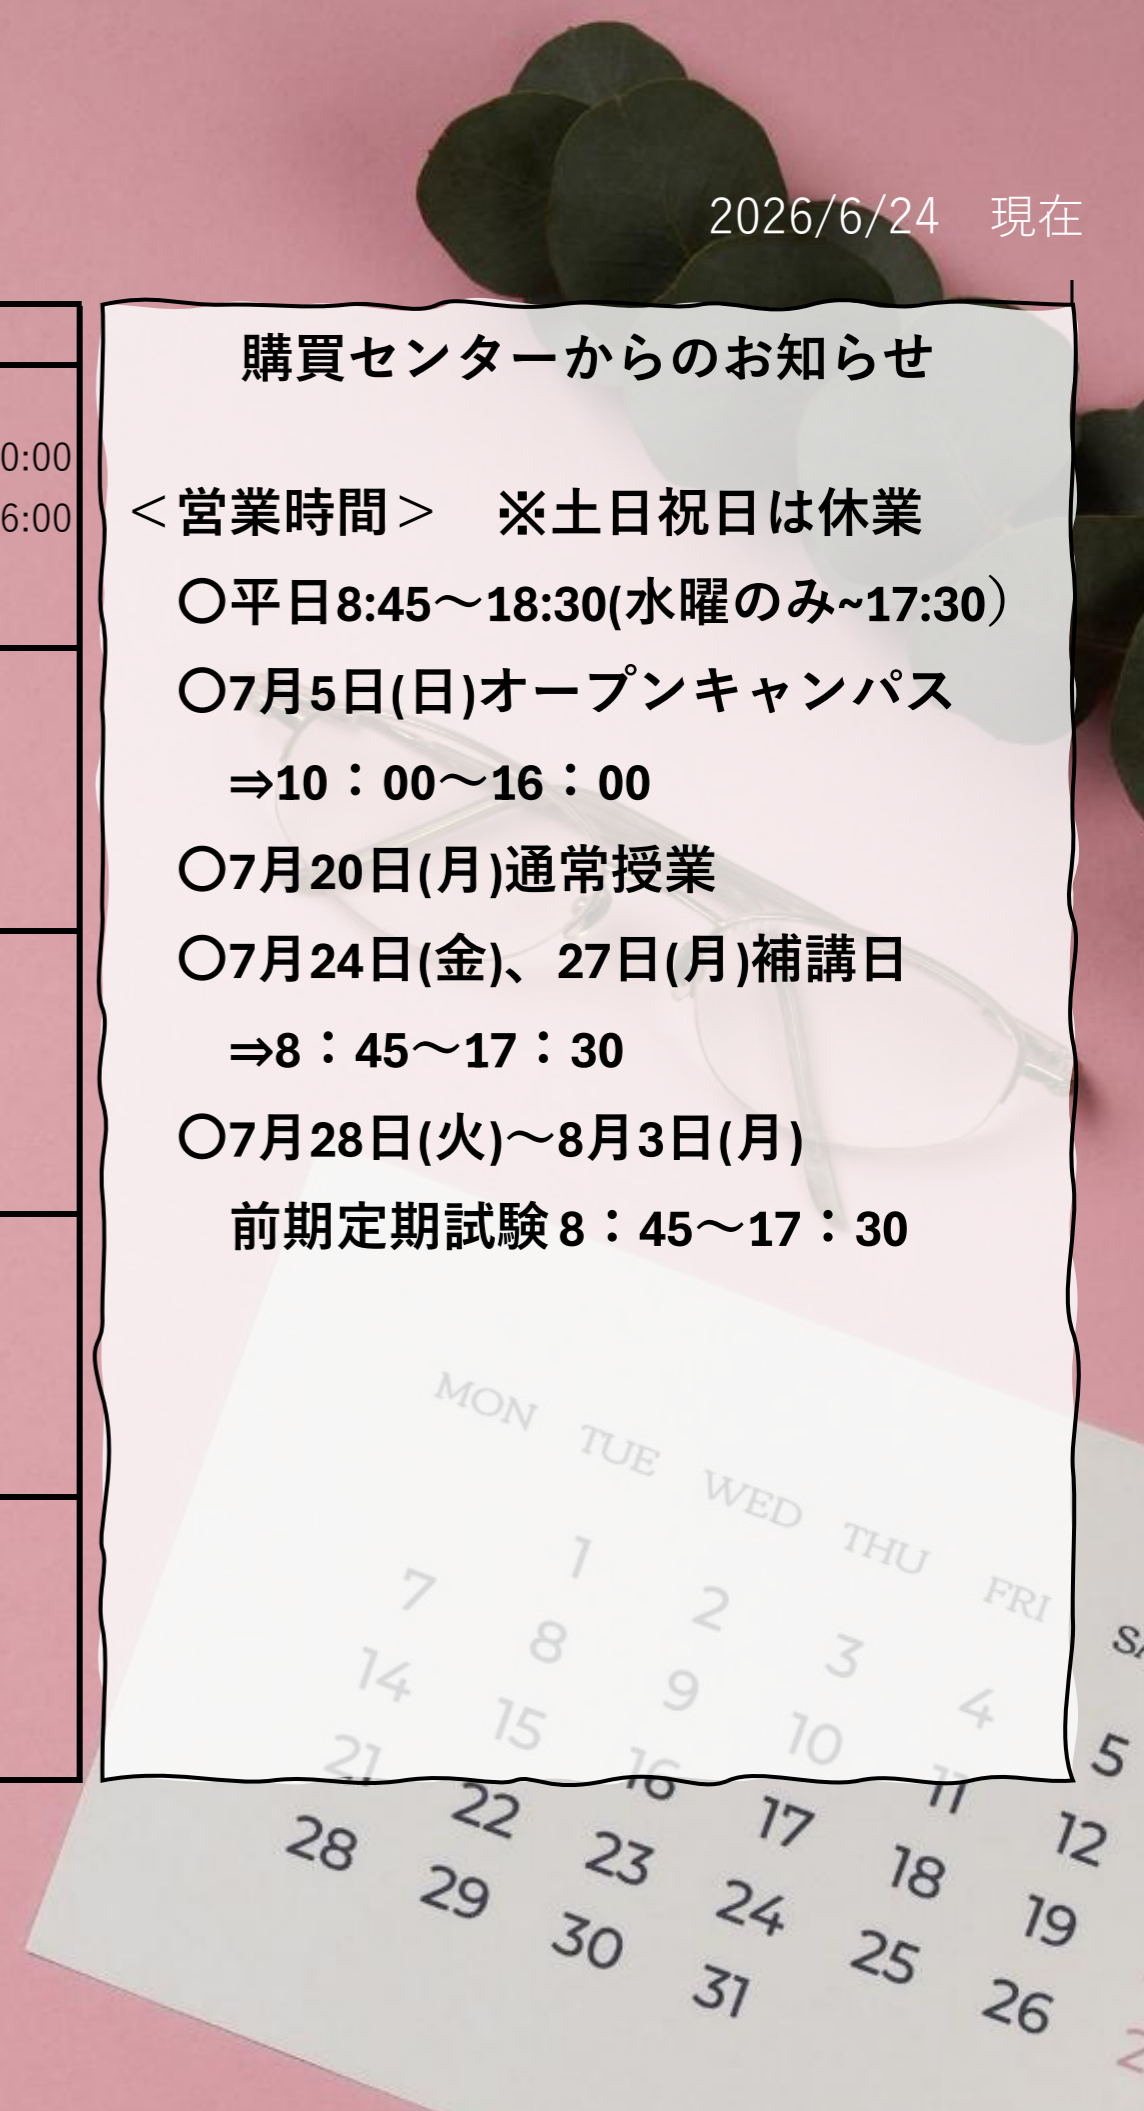 2026/6/24　現在
0:00
6:00
購買センターからのお知らせ
＜営業時間＞　※土日祝日は休業
〇平日8:45～18:30(水曜のみ~17:30）
〇7月5日(日)オープンキャンパス
⇒10：00～16：00
〇7月20日(月)通常授業
〇7月24日(金)、27日(月)補講日
⇒8：45～17：30
〇7月28日(火)～8月3日(月)
前期定期試験 8：45～17：30
MON TUE WED THU FRI
1 2 3 4 5
7 8 9 10 11 12
14 15 16 17 18 19
21 22 23 24 25 26
28 29 30 31